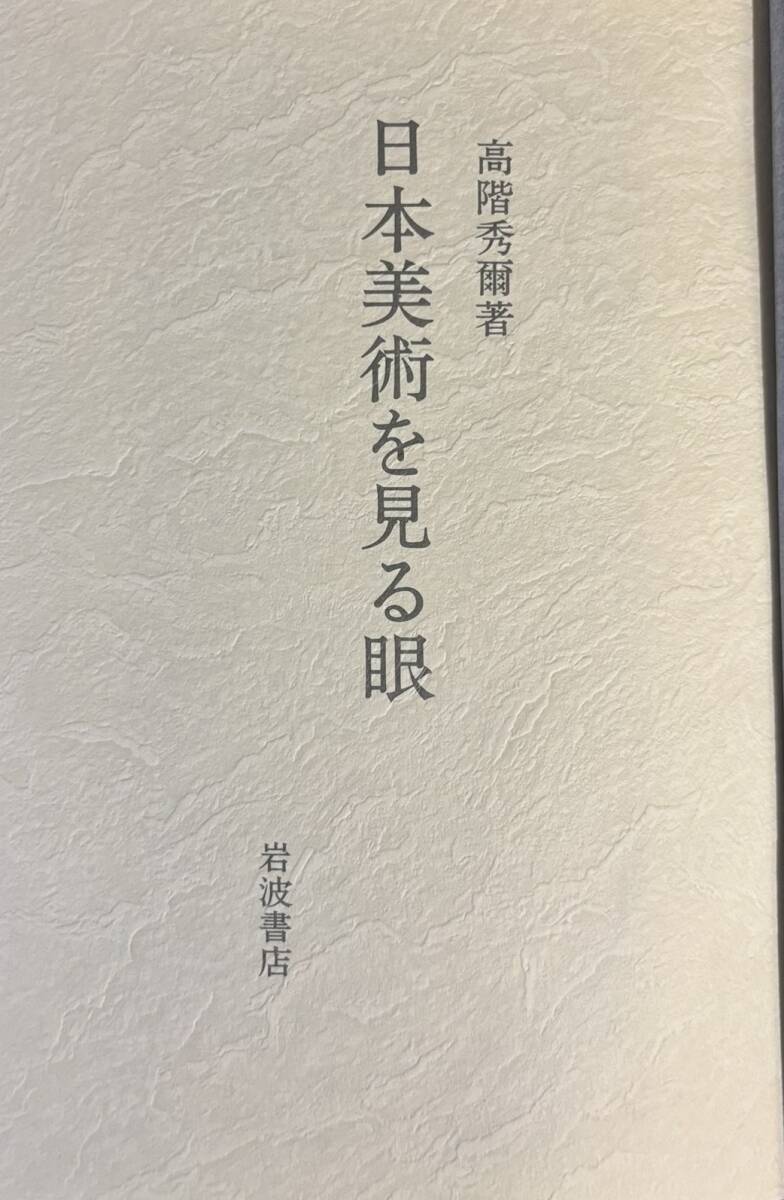 高階秀爾著
日本美術を見る眼
岩波書店